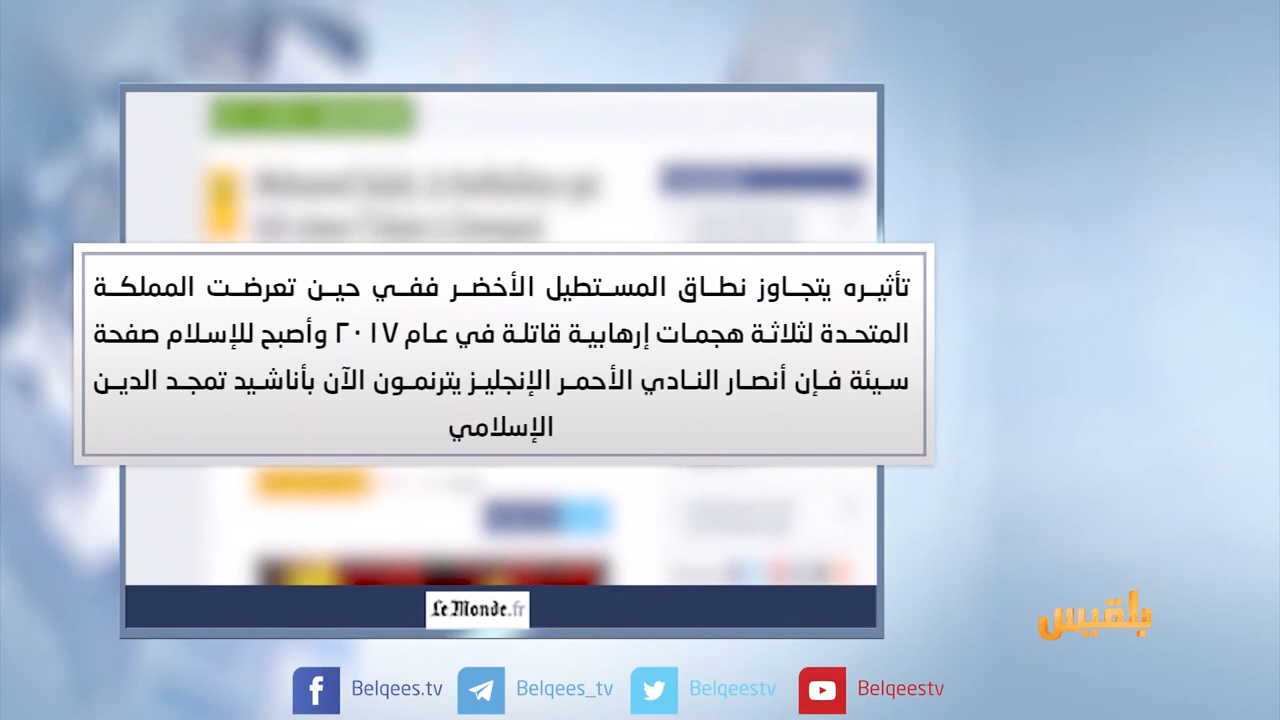 تأثيره يتجاوز نطاق المستطيل الأخضر ففي حين تعرضت المملكة
المتحدة لثلاثة هجمات إرهابية قاتلة في عام ٢٠١٧ وأصبح للإسلام صفحة
سيئة فإن أنصار النادي الأحمر الإنجليز يترنمون الآن بأناشيد تمجد الدين
الإسلامي
Le Monde.fr
بلقيس
Belqees.tv
Belqees_tv
Belqeestv
Belqeestv